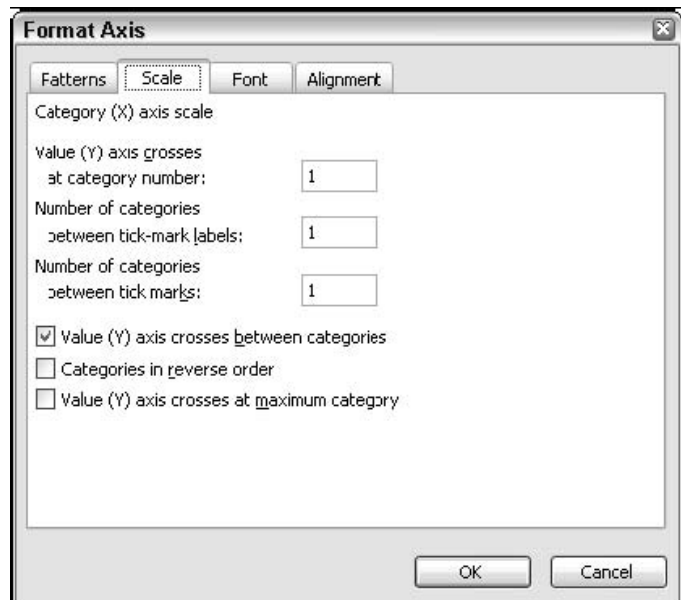 Format Axis
Patterns Scale Font Alignment
Category (X) axis scale
Value (Y) axis crosses
at category number: 1
Number of categories
between tick-mark labels: 1
Number of categories
between tick marks: 1
Value (Y) axis crosses between categories
Categories in reverse order
Value (Y) axis crosses at maximum category
OK Cancel